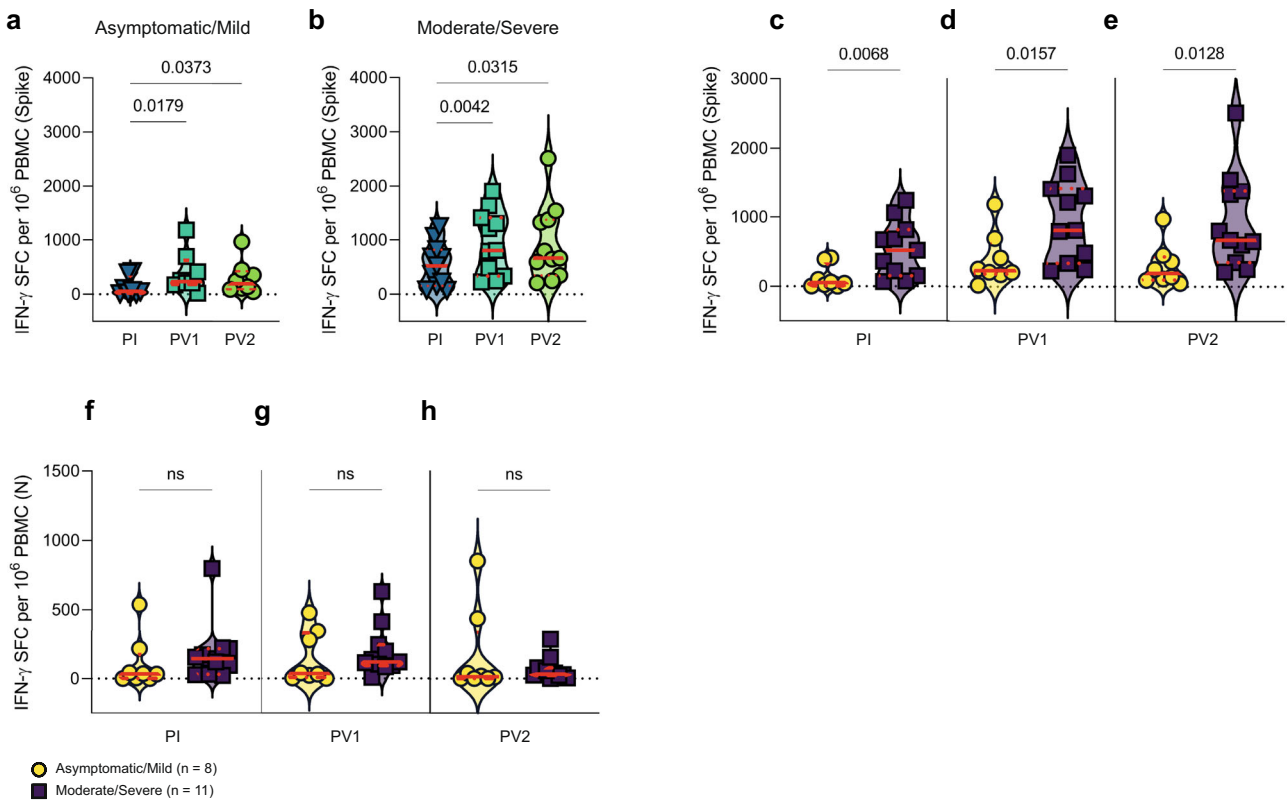 a
Asymptomatic/Mild
b
Moderate/Severe
c
d
e
IFN-γ SFC per 10⁶ PBMC (Spike)
4000
3000
2000
1000
0
0.0373
0.0179
PI
PV1
PV2
IFN-γ SFC per 10⁶ PBMC (Spike)
4000
3000
2000
1000
0
0.0315
0.0042
PI
PV1
PV2
IFN-γ SFC per 10⁶ PBMC (Spike)
3000
2000
1000
0
0.0068
0.0157
0.0128
PI
PV1
PV2
f
g
h
IFN-γ SFC per 10⁶ PBMC (N)
1500
1000
500
0
ns
ns
ns
PI
PV1
PV2
Asymptomatic/Mild (n = 8)
Moderate/Severe (n = 11)